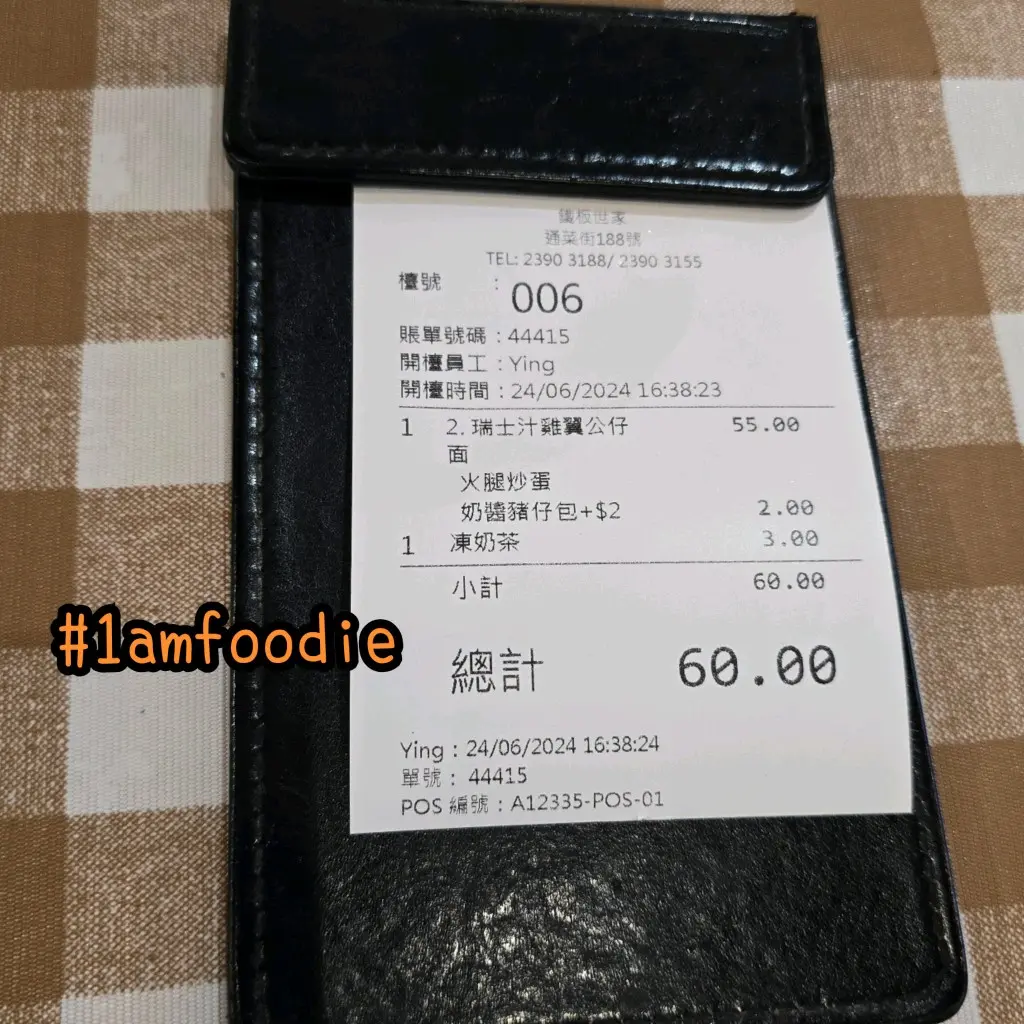 鐵板世家
通菜街188號
TEL: 2390 3188/ 2390 3155
檯號 : 006
賬單號碼 : 44415
開檯員工 : Ying
開檯時間 : 24/06/2024 16:38:23
1 2. 瑞士汁雞翼公仔 55.00
面
火腿炒蛋
奶醬豬仔包+$2 2.00
1 凍奶茶 3.00
小計 60.00
#1amfoodie
總計 60.00
Ying : 24/06/2024 16:38:24
單號 : 44415
POS 編號 : A12335-POS-01